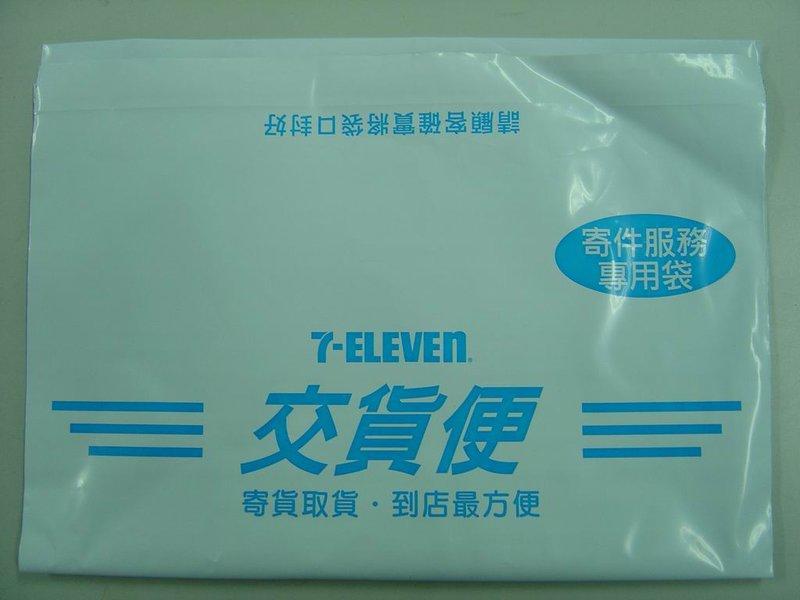 請顧客確實將袋口封好
寄件服務
專用袋
7-ELEVEn®
交貨便
寄貨取貨・到店最方便